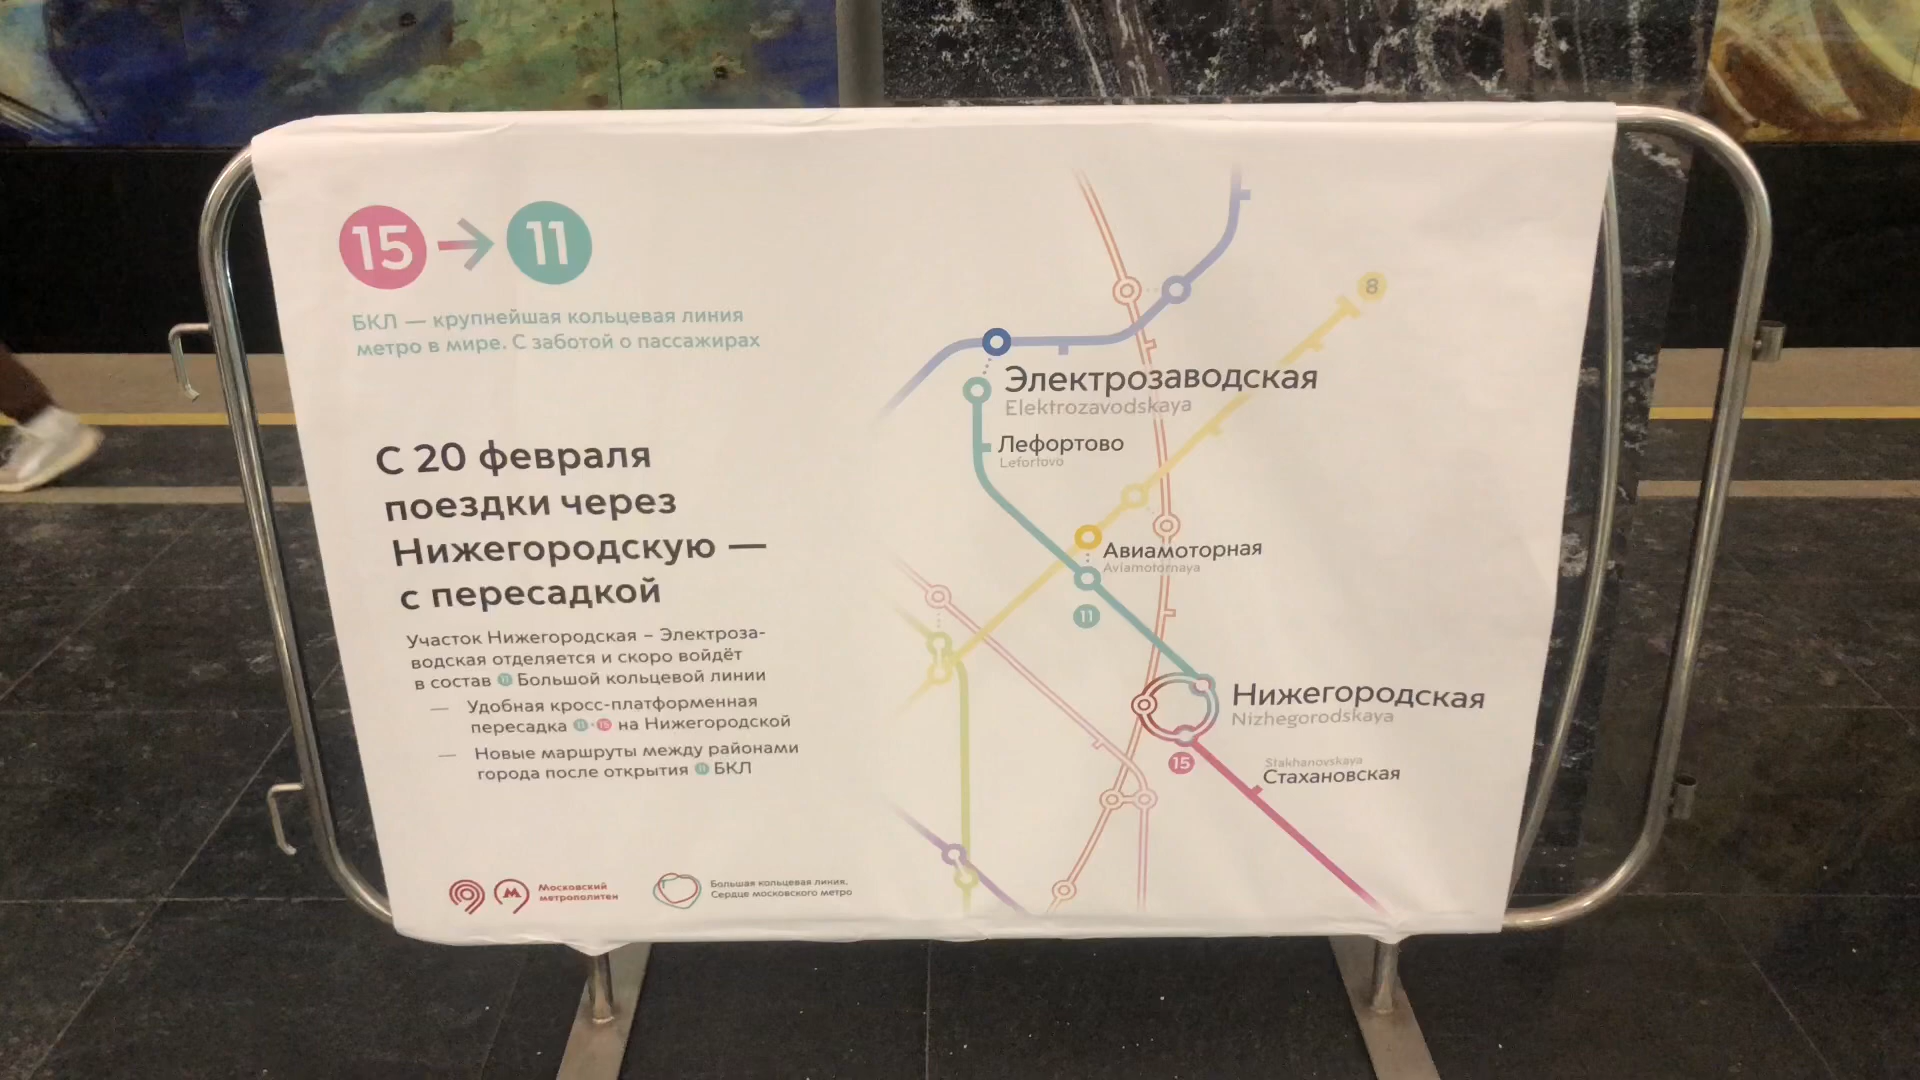 15 → 11
БКЛ — крупнейшая кольцевая линия
метро в мире. С заботой о пассажирах
С 20 февраля
поездки через
Нижегородскую —
с пересадкой
Участок Нижегородская – Электроза-
водская отделяется и скоро войдёт
в состав 11 Большой кольцевой линии
— Удобная кросс-платформенная
пересадка 11·15 на Нижегородской
— Новые маршруты между районами
города после открытия 11 БКЛ
Московский
метрополитен
Большая кольцевая линия.
Сердце московского метро
8
Электрозаводская
Elektrozavodskaya
Лефортово
Lefortovo
Авиамоторная
Aviamotornaya
11
Нижегородская
Nizhegorodskaya
15
Stakhanovskaya
Стахановская